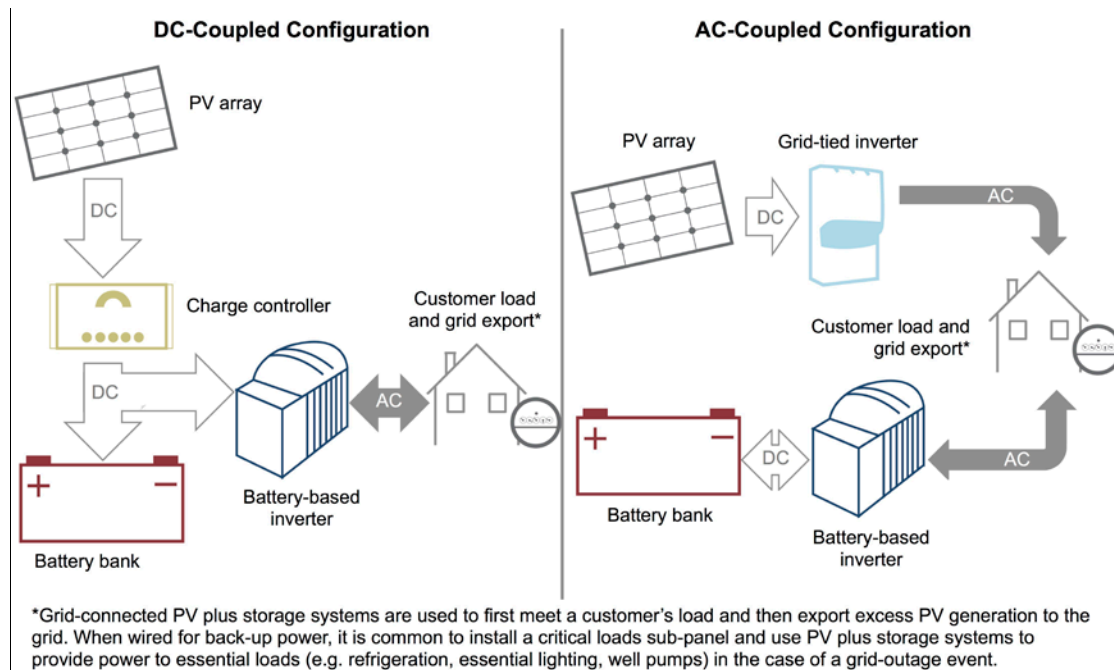 DC-Coupled Configuration
PV array
DC
Charge controller
DC
Customer load
and grid export*
AC
Battery-based
inverter
+ −
Battery bank
AC-Coupled Configuration
PV array
Grid-tied inverter
DC
AC
Customer load and
grid export*
+ −
DC
AC
Battery bank
Battery-based
inverter
*Grid-connected PV plus storage systems are used to first meet a customer’s load and then export excess PV generation to the
grid. When wired for back-up power, it is common to install a critical loads sub-panel and use PV plus storage systems to
provide power to essential loads (e.g. refrigeration, essential lighting, well pumps) in the case of a grid-outage event.